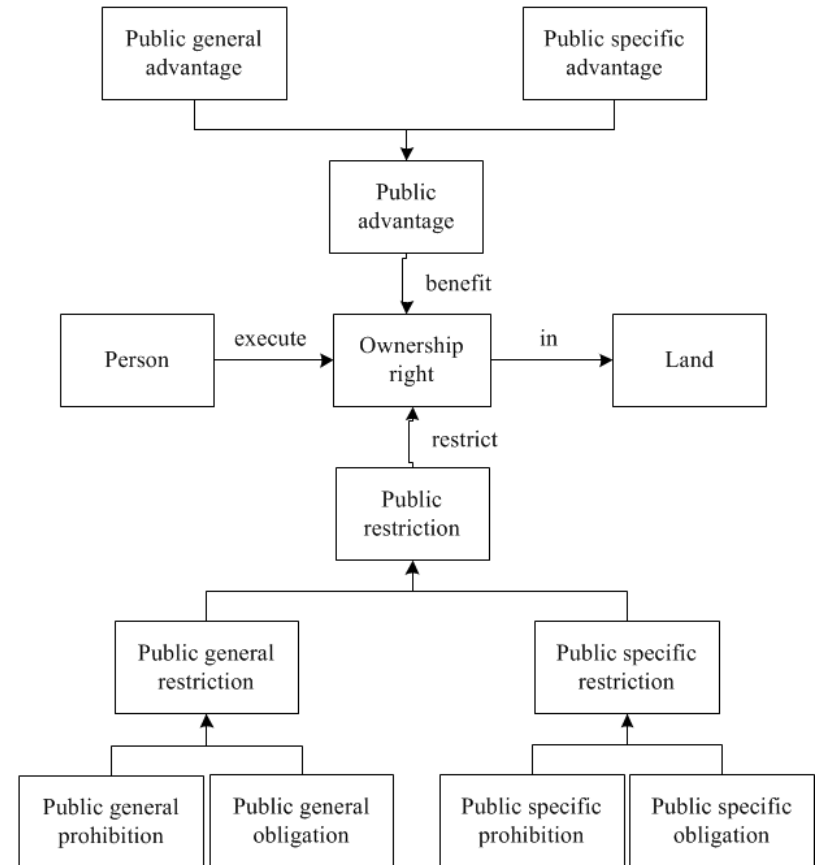 Public general
advantage
Public specific
advantage
Public
advantage
benefit
Person
execute
Ownership
right
in
Land
restrict
Public
restriction
Public general
restriction
Public specific
restriction
Public general
prohibition
Public general
obligation
Public specific
prohibition
Public specific
obligation